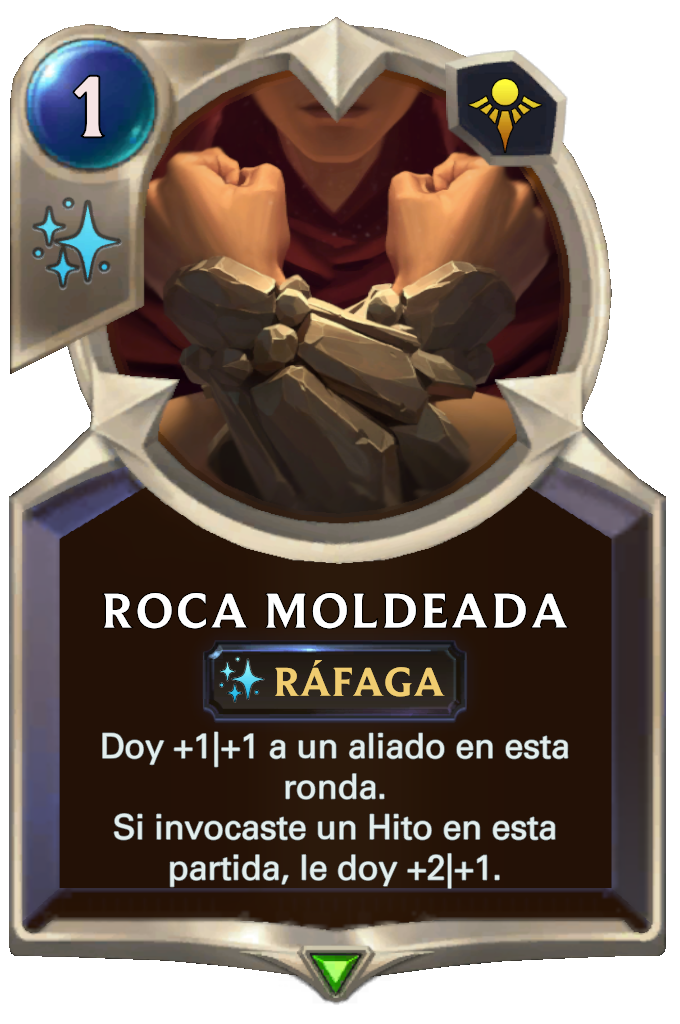 1
ROCA MOLDEADA
RÁFAGA
Doy +1|+1 a un aliado en esta
ronda.
Si invocaste un Hito en esta
partida, le doy +2|+1.